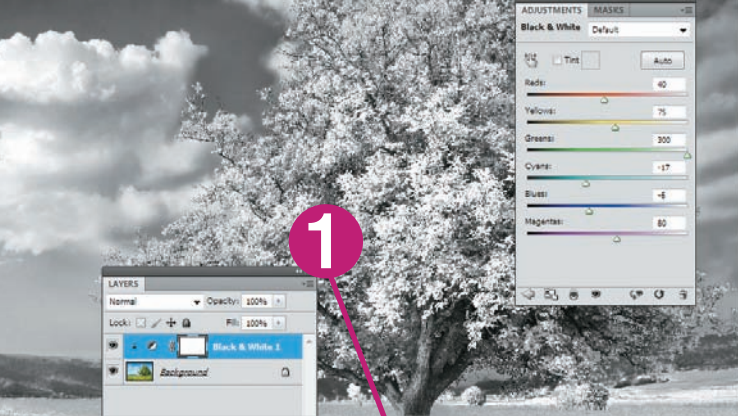 ADJUSTMENTS MASKS
Black & White Default
Tint Auto
Reds: 40
Yellows: 75
Greens: 300
Cyans: -17
Blues: -6
Magentas: 80
1
LAYERS
Normal Opacity: 100%
Lock: Fill: 100%
Black & White 1
Background